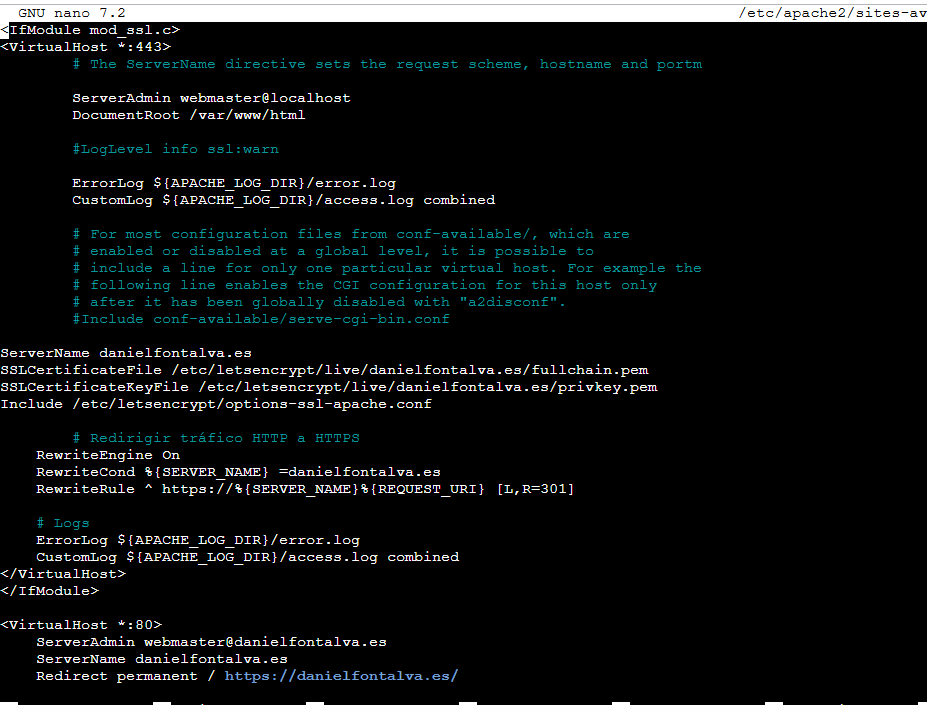 GNU nano 7.2 /etc/apache2/sites-av
<IfModule mod_ssl.c>
<VirtualHost *:443>
# The ServerName directive sets the request scheme, hostname and portm
ServerAdmin webmaster@localhost
DocumentRoot /var/www/html
#LogLevel info ssl:warn
ErrorLog ${APACHE_LOG_DIR}/error.log
CustomLog ${APACHE_LOG_DIR}/access.log combined
# For most configuration files from conf-available/, which are
# enabled or disabled at a global level, it is possible to
# include a line for only one particular virtual host. For example the
# following line enables the CGI configuration for this host only
# after it has been globally disabled with "a2disconf".
#Include conf-available/serve-cgi-bin.conf
ServerName danielfontalva.es
SSLCertificateFile /etc/letsencrypt/live/danielfontalva.es/fullchain.pem
SSLCertificateKeyFile /etc/letsencrypt/live/danielfontalva.es/privkey.pem
Include /etc/letsencrypt/options-ssl-apache.conf
# Redirigir tráfico HTTP a HTTPS
RewriteEngine On
RewriteCond %{SERVER_NAME} =danielfontalva.es
RewriteRule ^ https://%{SERVER_NAME}%{REQUEST_URI} [L,R=301]
# Logs
ErrorLog ${APACHE_LOG_DIR}/error.log
CustomLog ${APACHE_LOG_DIR}/access.log combined
</VirtualHost>
</IfModule>
<VirtualHost *:80>
ServerAdmin webmaster@danielfontalva.es
ServerName danielfontalva.es
Redirect permanent / https://danielfontalva.es/